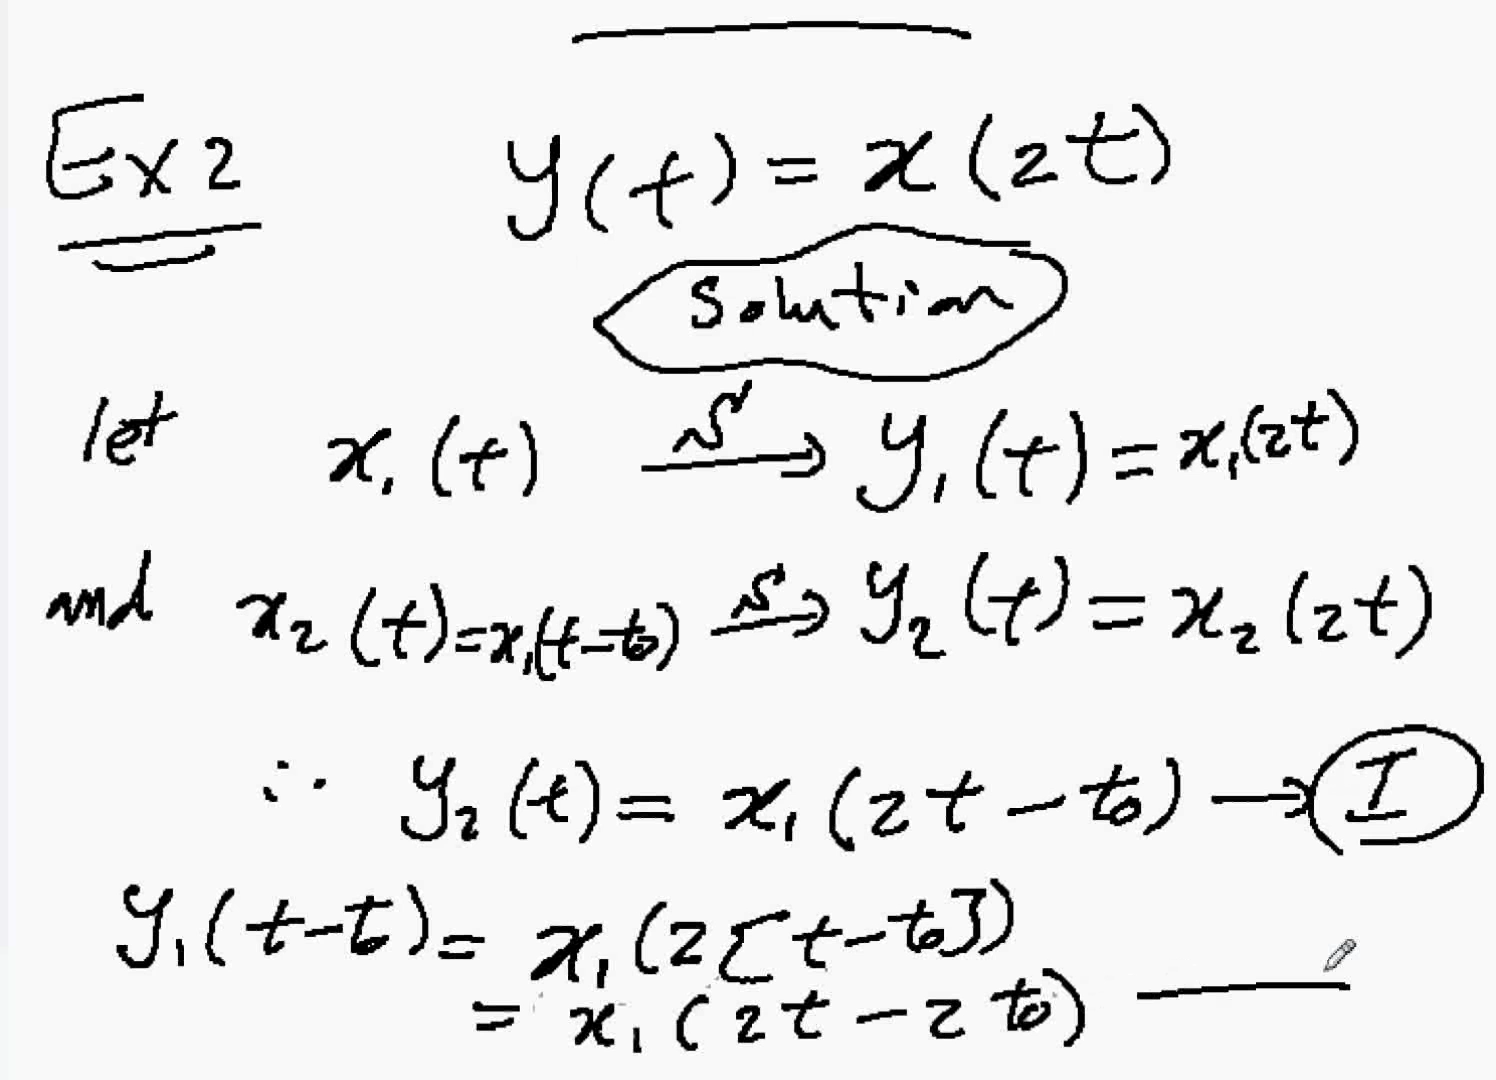 Ex 2 y(t) = x(2t)
Solution
let x₁(t) S→ y₁(t) = x₁(2t)
and x₂(t) = x₁(t-t₀) S→ y₂(t) = x₂(2t)
∴ y₂(t) = x₁(2t - t₀) → I
y₁(t-t₀) = x₁(2[t-t₀])
= x₁(2t - 2t₀)